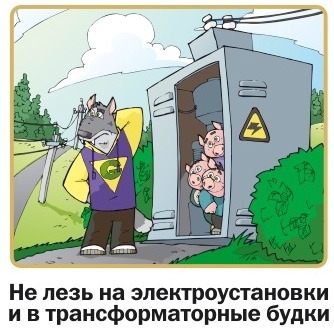 Не лезь на электроустановки
и в трансформаторные будки